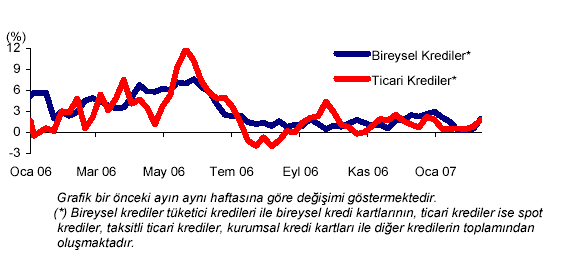 (%)
12
Bireysel Krediler*
9
Ticari Krediler*
6
3
0
-3
Oca 06 Mar 06 May 06 Tem 06 Eyl 06 Kas 06 Oca 07
Grafik bir önceki ayın aynı haftasına göre değişimi göstermektedir.
(*) Bireysel krediler tüketici kredileri ile bireysel kredi kartlarının, ticari krediler ise spot
krediler, taksitli ticari krediler, kurumsal kredi kartları ile diğer kredilerin toplamından
oluşmaktadır.